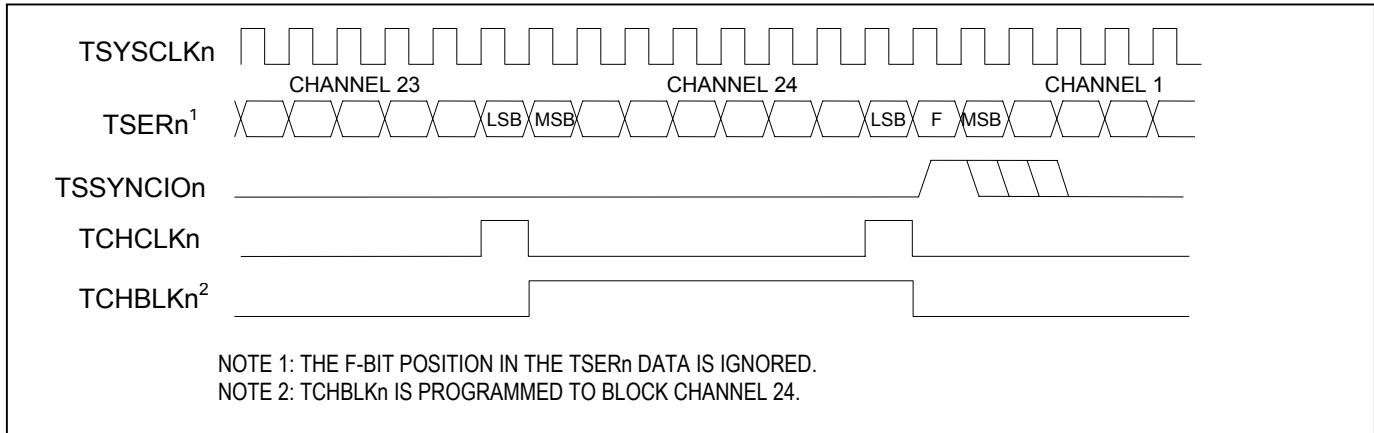 TSYSCLKn
CHANNEL 23 CHANNEL 24 CHANNEL 1
TSERn¹ LSB MSB LSB F MSB
TSSYNCIOn
TCHCLKn
TCHBLKn²
NOTE 1: THE F-BIT POSITION IN THE TSERn DATA IS IGNORED.
NOTE 2: TCHBLKn IS PROGRAMMED TO BLOCK CHANNEL 24.